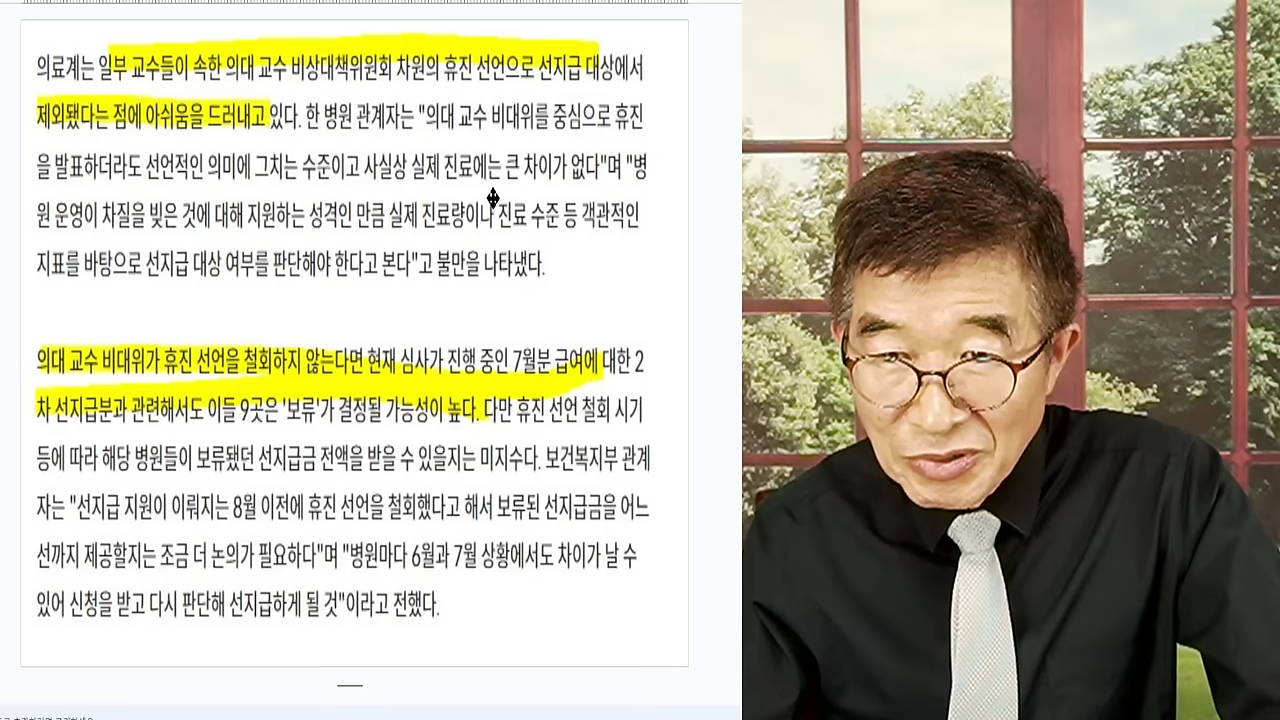 의료계는 일부 교수들이 속한 의대 교수 비상대책위원회 차원의 휴진 선언으로 선지급 대상에서
제외됐다는 점에 아쉬움을 드러내고 있다. 한 병원 관계자는 "의대 교수 비대위를 중심으로 휴진
을 발표하더라도 선언적인 의미에 그치는 수준이고 사실상 실제 진료에는 큰 차이가 없다"며 "병
원 운영이 차질을 빚은 것에 대해 지원하는 성격인 만큼 실제 진료량이나 진료 수준 등 객관적인
지표를 바탕으로 선지급 대상 여부를 판단해야 한다고 본다"고 불만을 나타냈다.
의대 교수 비대위가 휴진 선언을 철회하지 않는다면 현재 심사가 진행 중인 7월분 급여에 대한 2
차 선지급분과 관련해서도 이들 9곳은 '보류'가 결정될 가능성이 높다. 다만 휴진 선언 철회 시기
등에 따라 해당 병원들이 보류됐던 선지급금 전액을 받을 수 있을지는 미지수다. 보건복지부 관계
자는 "선지급 지원이 이뤄지는 8월 이전에 휴진 선언을 철회했다고 해서 보류된 선지급금을 어느
선까지 제공할지는 조금 더 논의가 필요하다"며 "병원마다 6월과 7월 상황에서도 차이가 날 수
있어 신청을 받고 다시 판단해 선지급하게 될 것"이라고 전했다.